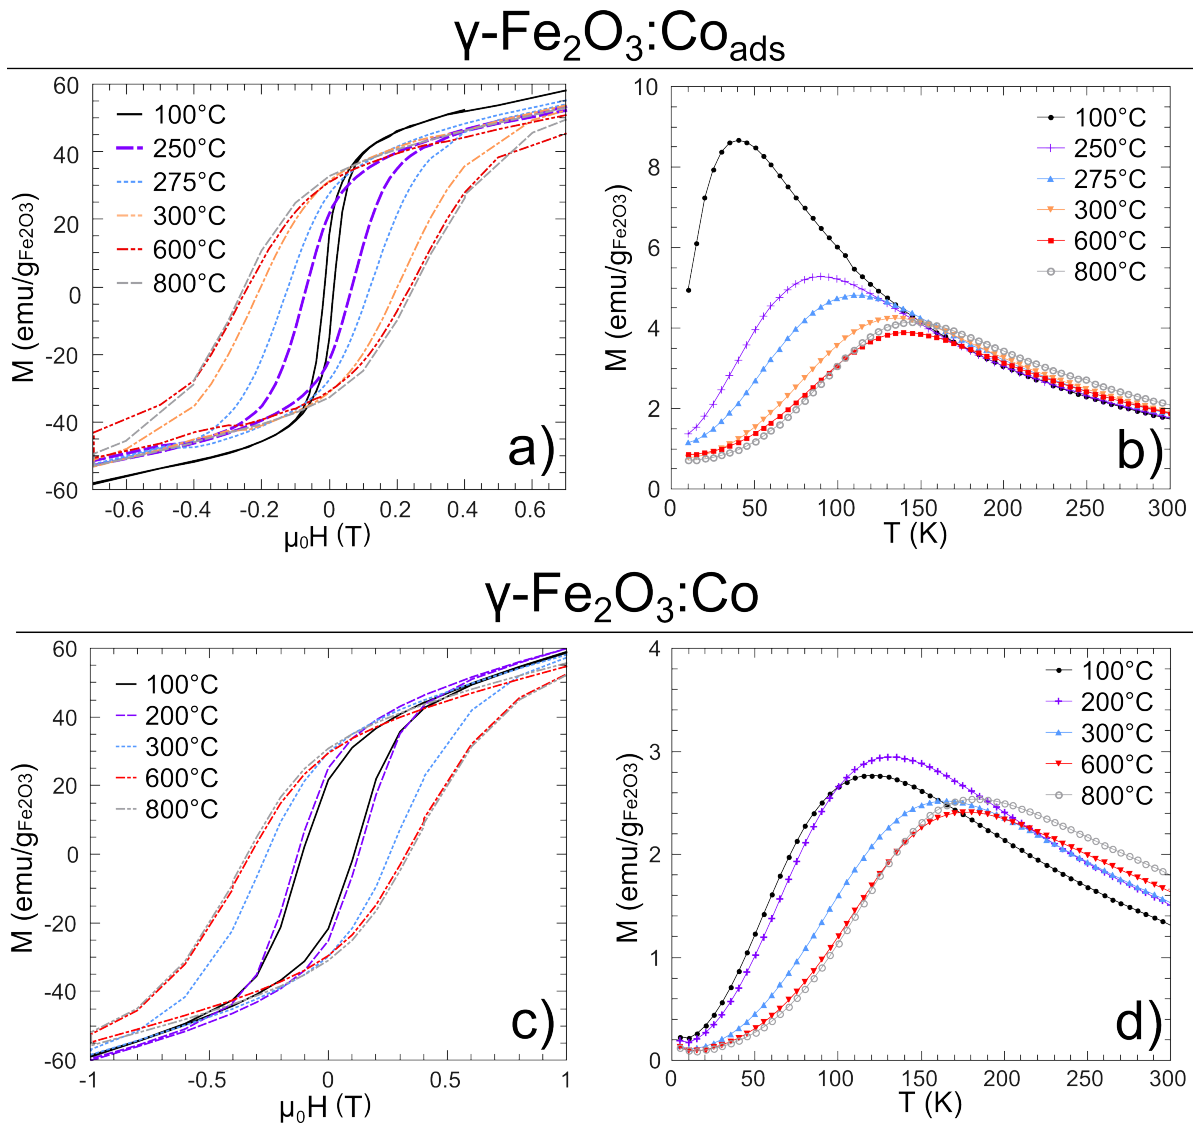 γ-Fe₂O₃:Co_ads
60
40
20
0
-20
-40
-60
M (emu/gFe2O3)
100°C
250°C
275°C
300°C
600°C
800°C
a)
-0.6 -0.4 -0.2 0 0.2 0.4 0.6
μ₀H (T)
10
8
6
4
2
0
M (emu/gFe2O3)
100°C
250°C
275°C
300°C
600°C
800°C
b)
0 50 100 150 200 250 300
T (K)
γ-Fe₂O₃:Co
60
40
20
0
-20
-40
-60
M (emu/gFe2O3)
100°C
200°C
300°C
600°C
800°C
c)
-1 -0.5 0 0.5 1
μ₀H (T)
4
3
2
1
0
M (emu/gFe2O3)
100°C
200°C
300°C
600°C
800°C
d)
0 50 100 150 200 250 300
T (K)